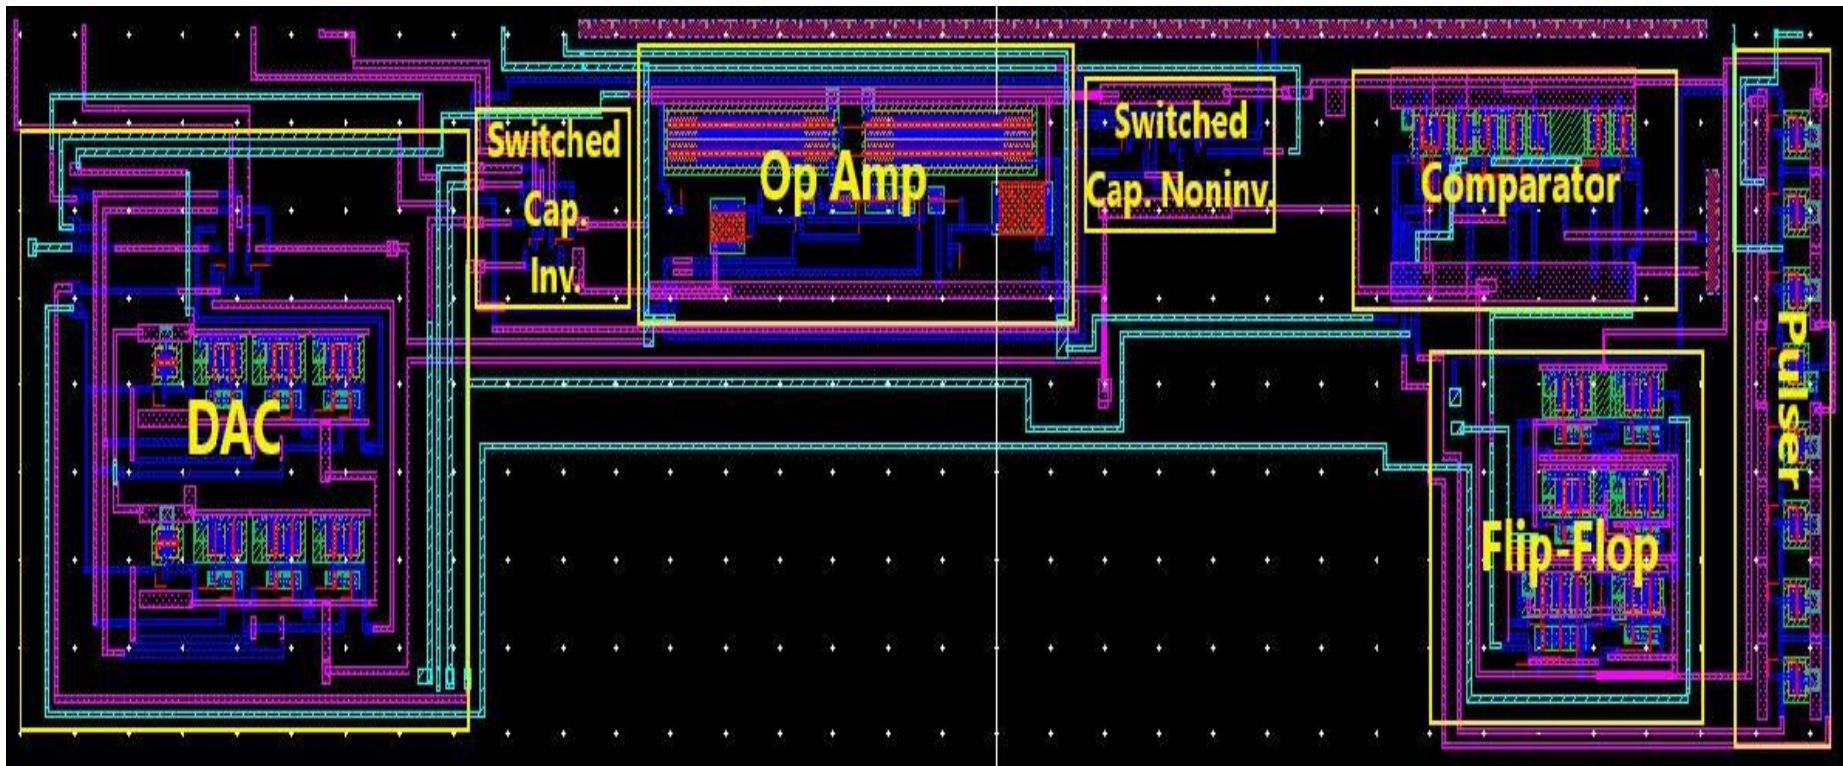 DAC
Switched
Cap.
Inv.
Op Amp
Switched
Cap. Noninv.
Comparator
Flip-Flop
Pulser